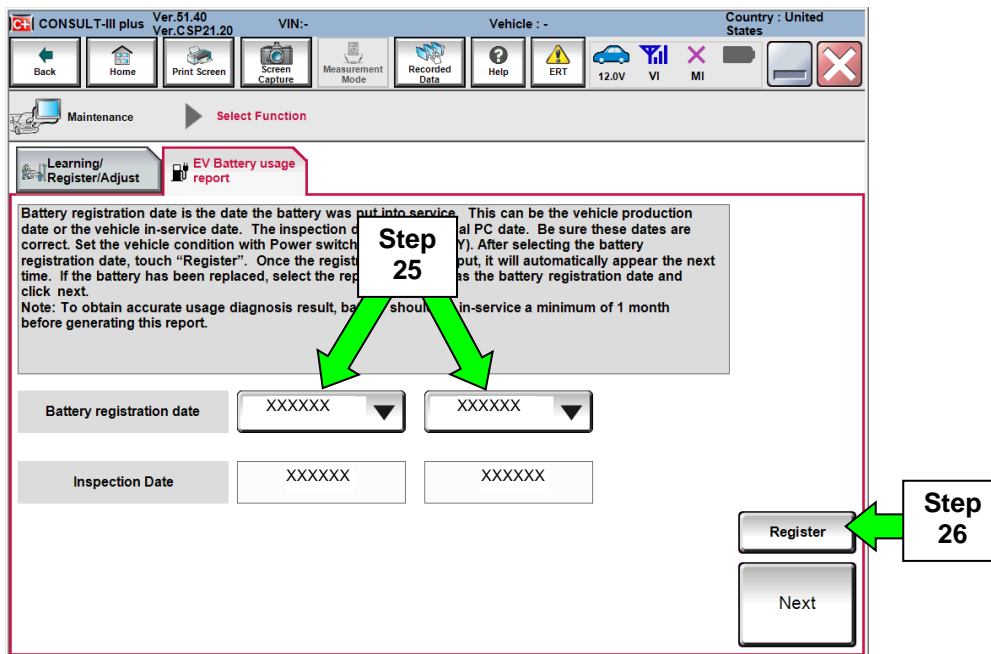 C+ CONSULT-III plus Ver.51.40 VIN:- Vehicle : - Country : United
Ver.CSP21.20 States
Back Home Print Screen Screen Capture Measurement Mode Recorded Data Help ERT 12.0V VI MI
Maintenance Select Function
Learning/ EV Battery usage
Register/Adjust report
Battery registration date is the date the battery was put into service. This can be the vehicle production
date or the vehicle in-service date. The inspection al PC date. Be sure these dates are
correct. Set the vehicle condition with Power switch Y). After selecting the battery
registration date, touch “Register”. Once the regist put, it will automatically appear the next
time. If the battery has been replaced, select the rep as the battery registration date and
click next.
Note: To obtain accurate usage diagnosis result, ba shoul in-service a minimum of 1 month
before generating this report.
Step
25
Battery registration date XXXXXX XXXXXX
Inspection Date XXXXXX XXXXXX
Register
Step
26
Next